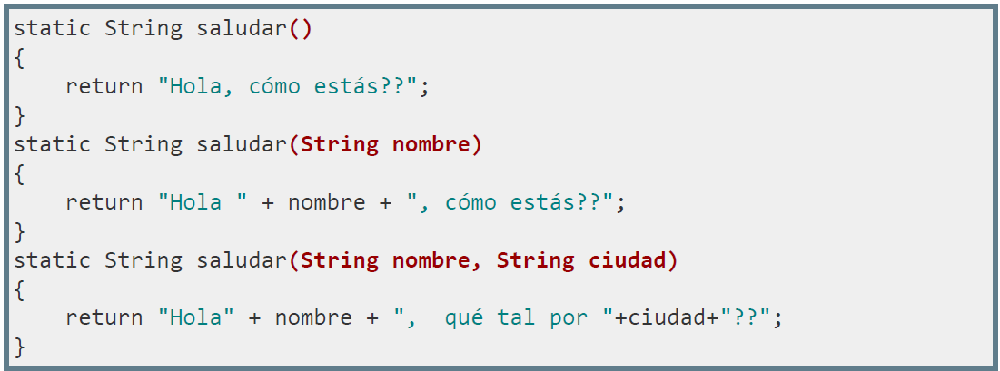 static String saludar()
{
    return "Hola, cómo estás??";
}
static String saludar(String nombre)
{
    return "Hola " + nombre + ", cómo estás??";
}
static String saludar(String nombre, String ciudad)
{
    return "Hola" + nombre + ",  qué tal por "+ciudad+"??";
}